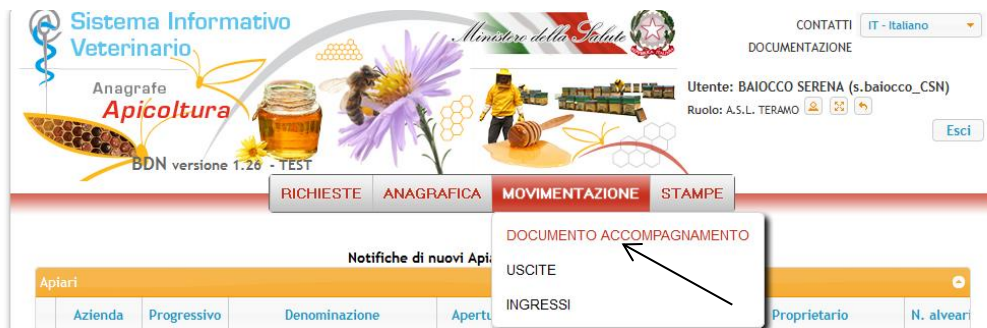 Sistema Informativo
Veterinario
Anagrafe
Apicoltura
BDN versione 1.26 - TEST
Ministero della Salute
CONTATTI
IT - Italiano
DOCUMENTAZIONE
Utente: BAIOCCO SERENA (s.baiocco_CSN)
Ruolo: A.S.L. TERAMO
Esci
RICHIESTE ANAGRAFICA MOVIMENTAZIONE STAMPE
DOCUMENTO ACCOMPAGNAMENTO
USCITE
INGRESSI
Notifiche di nuovi Api
Apiari
Azienda Progressivo Denominazione Apertu Proprietario N. alveari